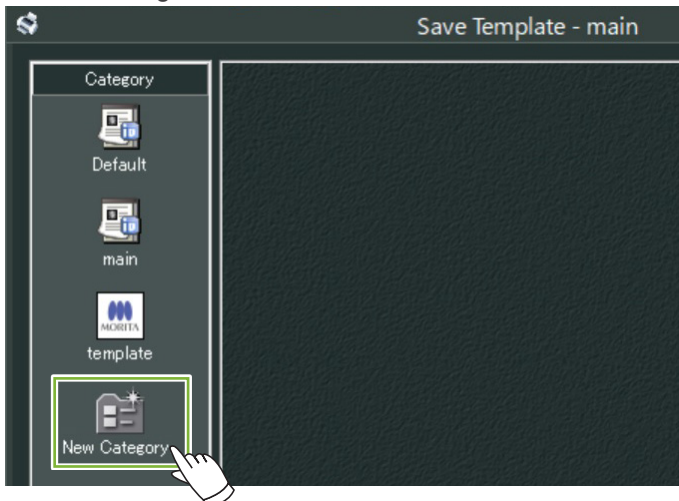 Save Template - main
Category
Default
main
MORITA
template
New Category